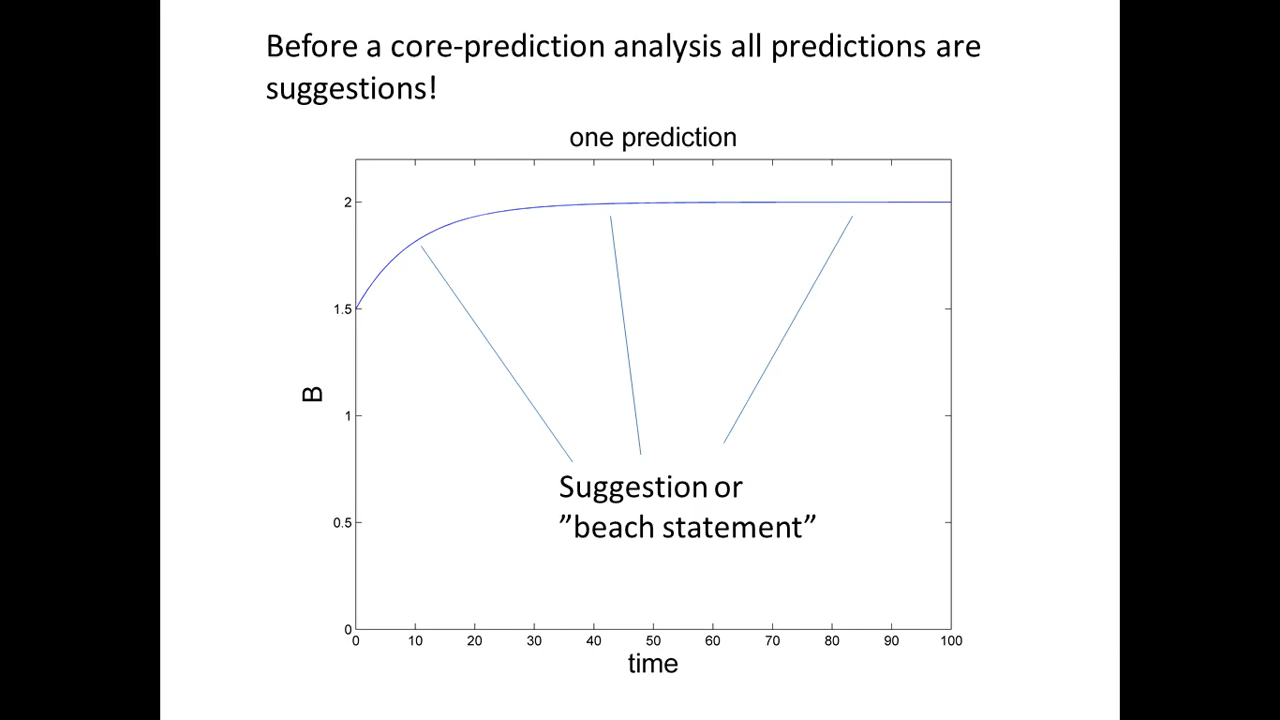 Before a core-prediction analysis all predictions are
suggestions!
one prediction
2
1.5
1
0.5
0
B
Suggestion or
”beach statement”
0 10 20 30 40 50 60 70 80 90 100
time